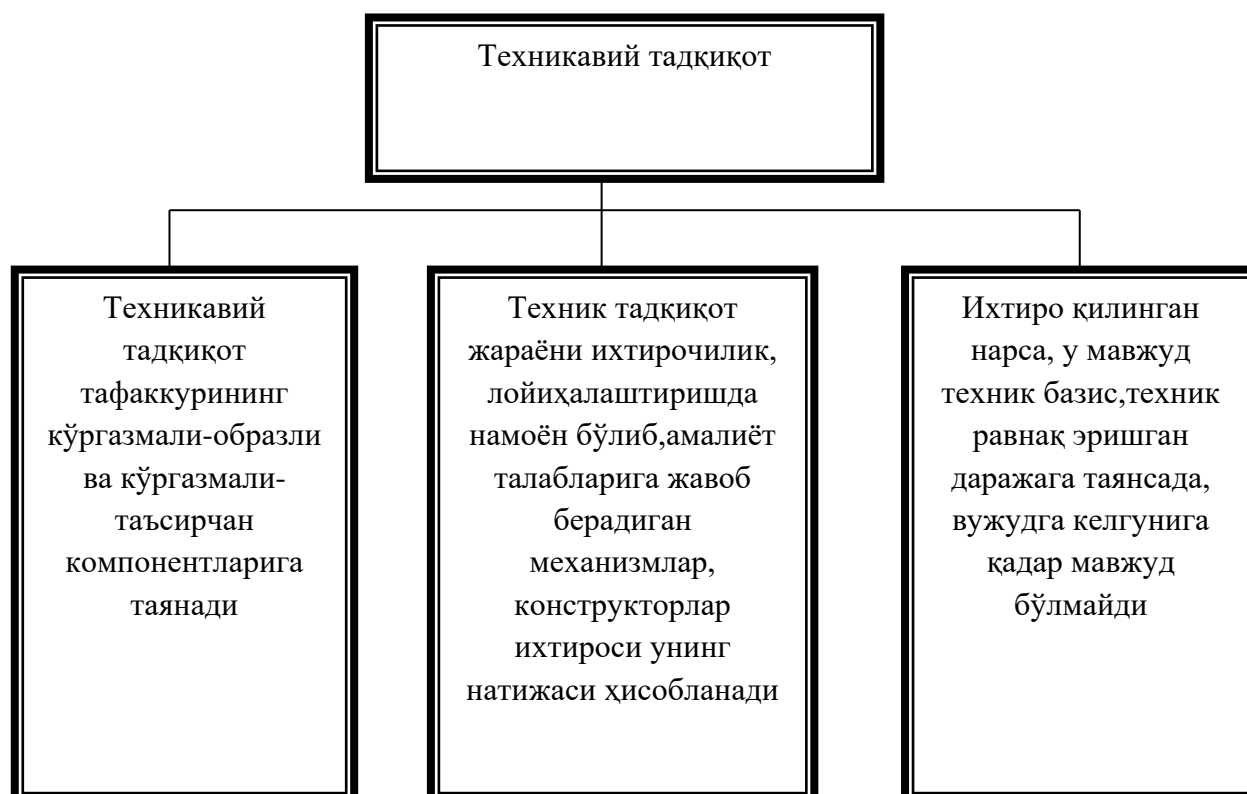 Техникавий тадқиқот
Техникавий
тадқиқот
тафаккурининг
кўргазмали-образли
ва кўргазмали-
таъсирчан
компонентларига
таянади
Техник тадқиқот
жараёни ихтирочилик,
лойиҳалаштиришда
намоён бўлиб,амалиёт
талабларига жавоб
берадиган
механизмлар,
конструкторлар
ихтироси унинг
натижаси ҳисобланади
Ихтиро қилинган
нарса, у мавжуд
техник базис,техник
равнақ эришган
даражага таянсада,
вужудга келгунига
қадар мавжуд
бўлмайди